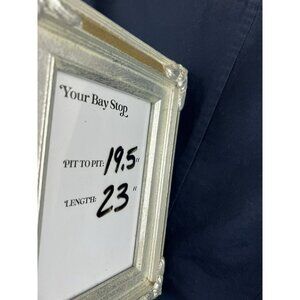 Your Bay Stop
PIT TO PIT: 19.5"
LENGTH: 23"